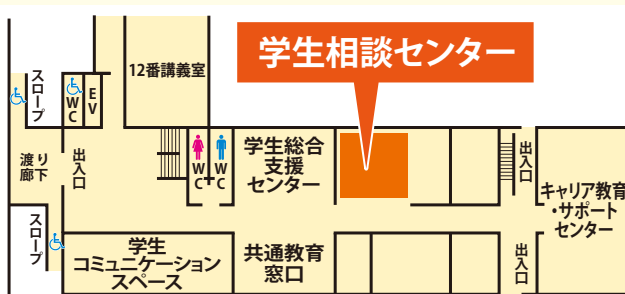 学生相談センター
12番講義室
スロープ
WC
EV
渡り
廊下
出入口
WC
WC
学生総合
支援
センター
出入口
キャリア教育
・サポート
センター
スロープ
学生
コミュニケーション
スペース
共通教育
窓口
出入口